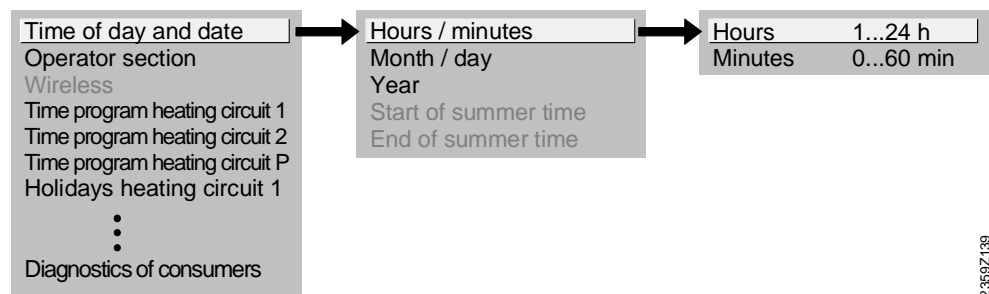 Time of day and date
Operator section
Wireless
Time program heating circuit 1
Time program heating circuit 2
Time program heating circuit P
Holidays heating circuit 1
Diagnostics of consumers
Hours / minutes
Month / day
Year
Start of summer time
End of summer time
Hours 1...24 h
Minutes 0...60 min
2359Z139